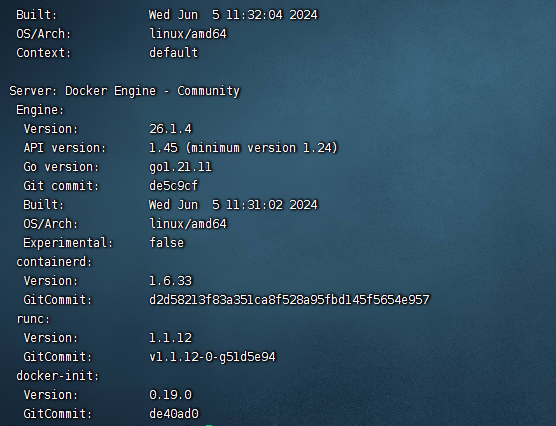 Built: Wed Jun 5 11:32:04 2024
OS/Arch: linux/amd64
Context: default
Server: Docker Engine - Community
Engine:
Version: 26.1.4
API version: 1.45 (minimum version 1.24)
Go version: go1.21.11
Git commit: de5c9cf
Built: Wed Jun 5 11:31:02 2024
OS/Arch: linux/amd64
Experimental: false
containerd:
Version: 1.6.33
GitCommit: d2d58213f83a351ca8f528a95fbd145f5654e957
runc:
Version: 1.1.12
GitCommit: v1.1.12-0-g51d5e94
docker-init:
Version: 0.19.0
GitCommit: de40ad0